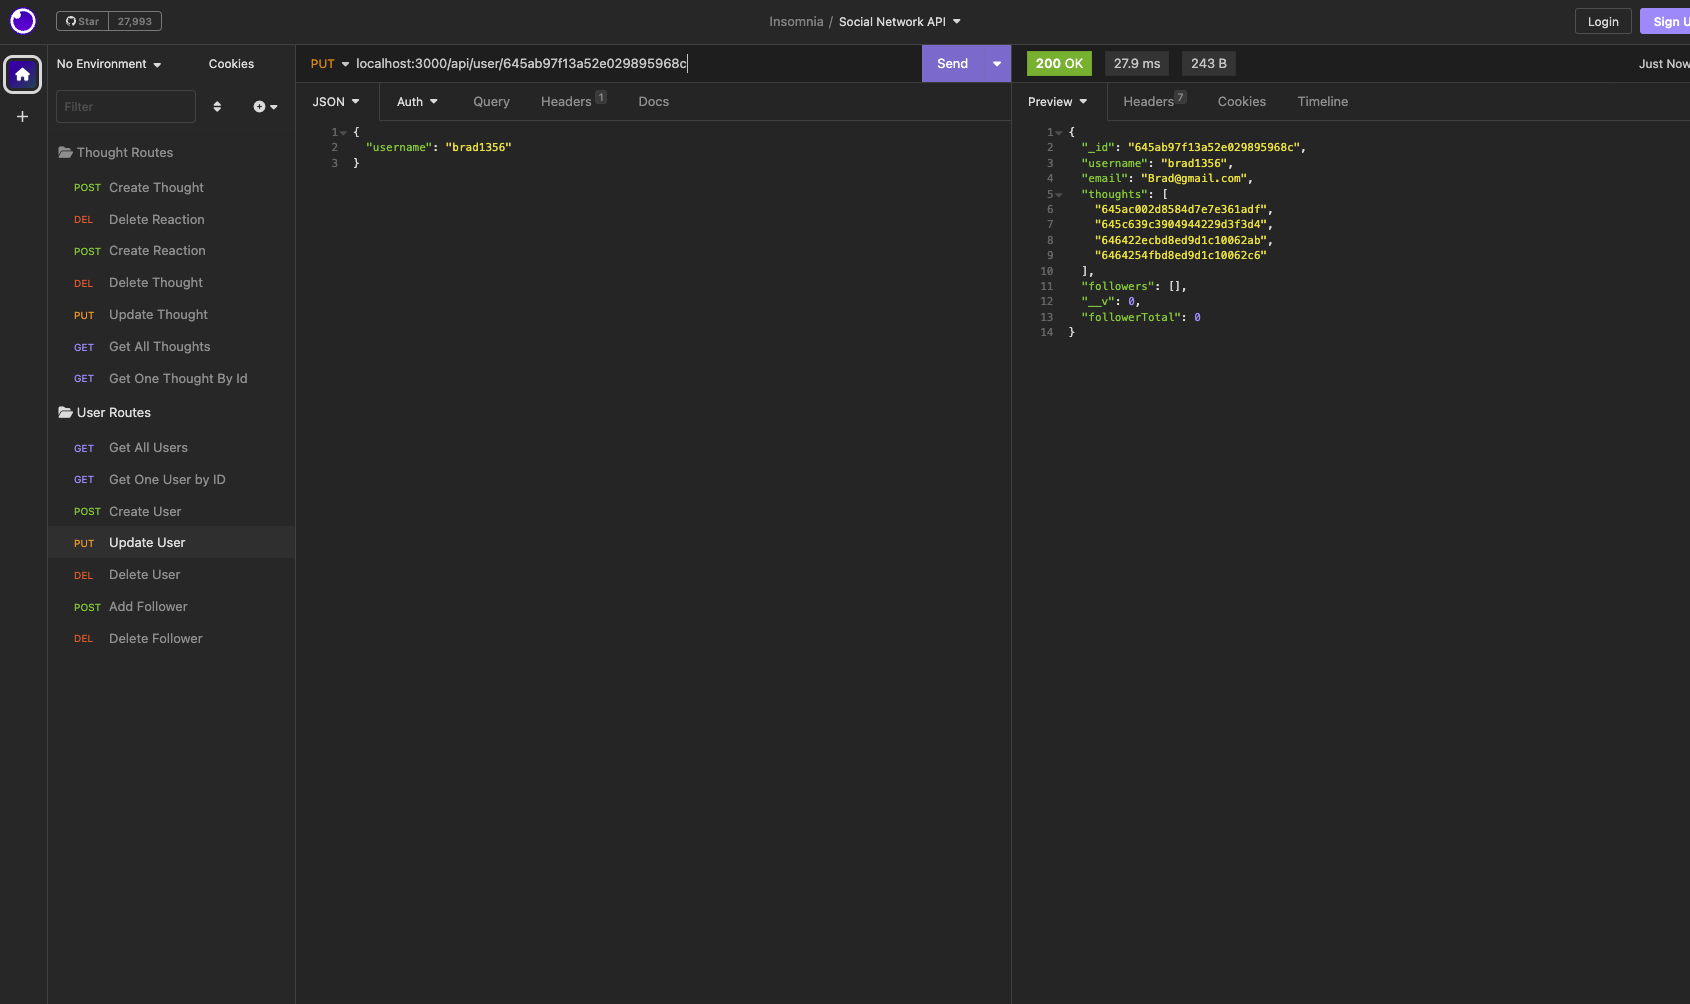 Star 27,993
Insomnia / Social Network API
Login
Sign U
No Environment
Cookies
Filter
Thought Routes
POST Create Thought
DEL Delete Reaction
POST Create Reaction
DEL Delete Thought
PUT Update Thought
GET Get All Thoughts
GET Get One Thought By Id
User Routes
GET Get All Users
GET Get One User by ID
POST Create User
PUT Update User
DEL Delete User
POST Add Follower
DEL Delete Follower
PUT localhost:3000/api/user/645ab97f13a52e029895968c
Send
JSON Auth Query Headers 1 Docs
1 {
2 "username": "brad1356"
3 }
200 OK 27.9 ms 243 B Just Now
Preview Headers 7 Cookies Timeline
1 {
2 "_id": "645ab97f13a52e029895968c",
3 "username": "brad1356",
4 "email": "Brad@gmail.com",
5 "thoughts": [
6 "645ac002d8584d7e7e361adf",
7 "645c639c3904944229d3f3d4",
8 "646422ecbd8ed9d1c10062ab",
9 "6464254fbd8ed9d1c10062c6"
10 ],
11 "followers": [],
12 "__v": 0,
13 "followerTotal": 0
14 }